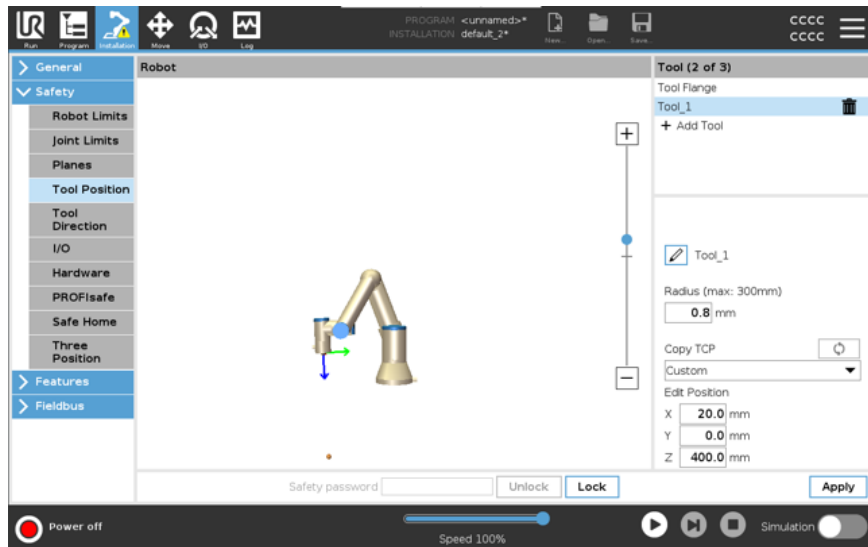 PROGRAM <unnamed>*
INSTALLATION default_2*
Run Program Installation Move I/O Log New... Open... Save...
cccc
cccc
General
Safety
Robot Limits
Joint Limits
Planes
Tool Position
Tool
Direction
I/O
Hardware
PROFIsafe
Safe Home
Three
Position
Features
Fieldbus
Robot
Tool (2 of 3)
Tool Flange
Tool_1
+ Add Tool
Tool_1
Radius (max: 300mm)
0.8 mm
Copy TCP
Custom
Edit Position
X 20.0 mm
Y 0.0 mm
Z 400.0 mm
Safety password Unlock Lock Apply
Power off
Speed 100%
Simulation